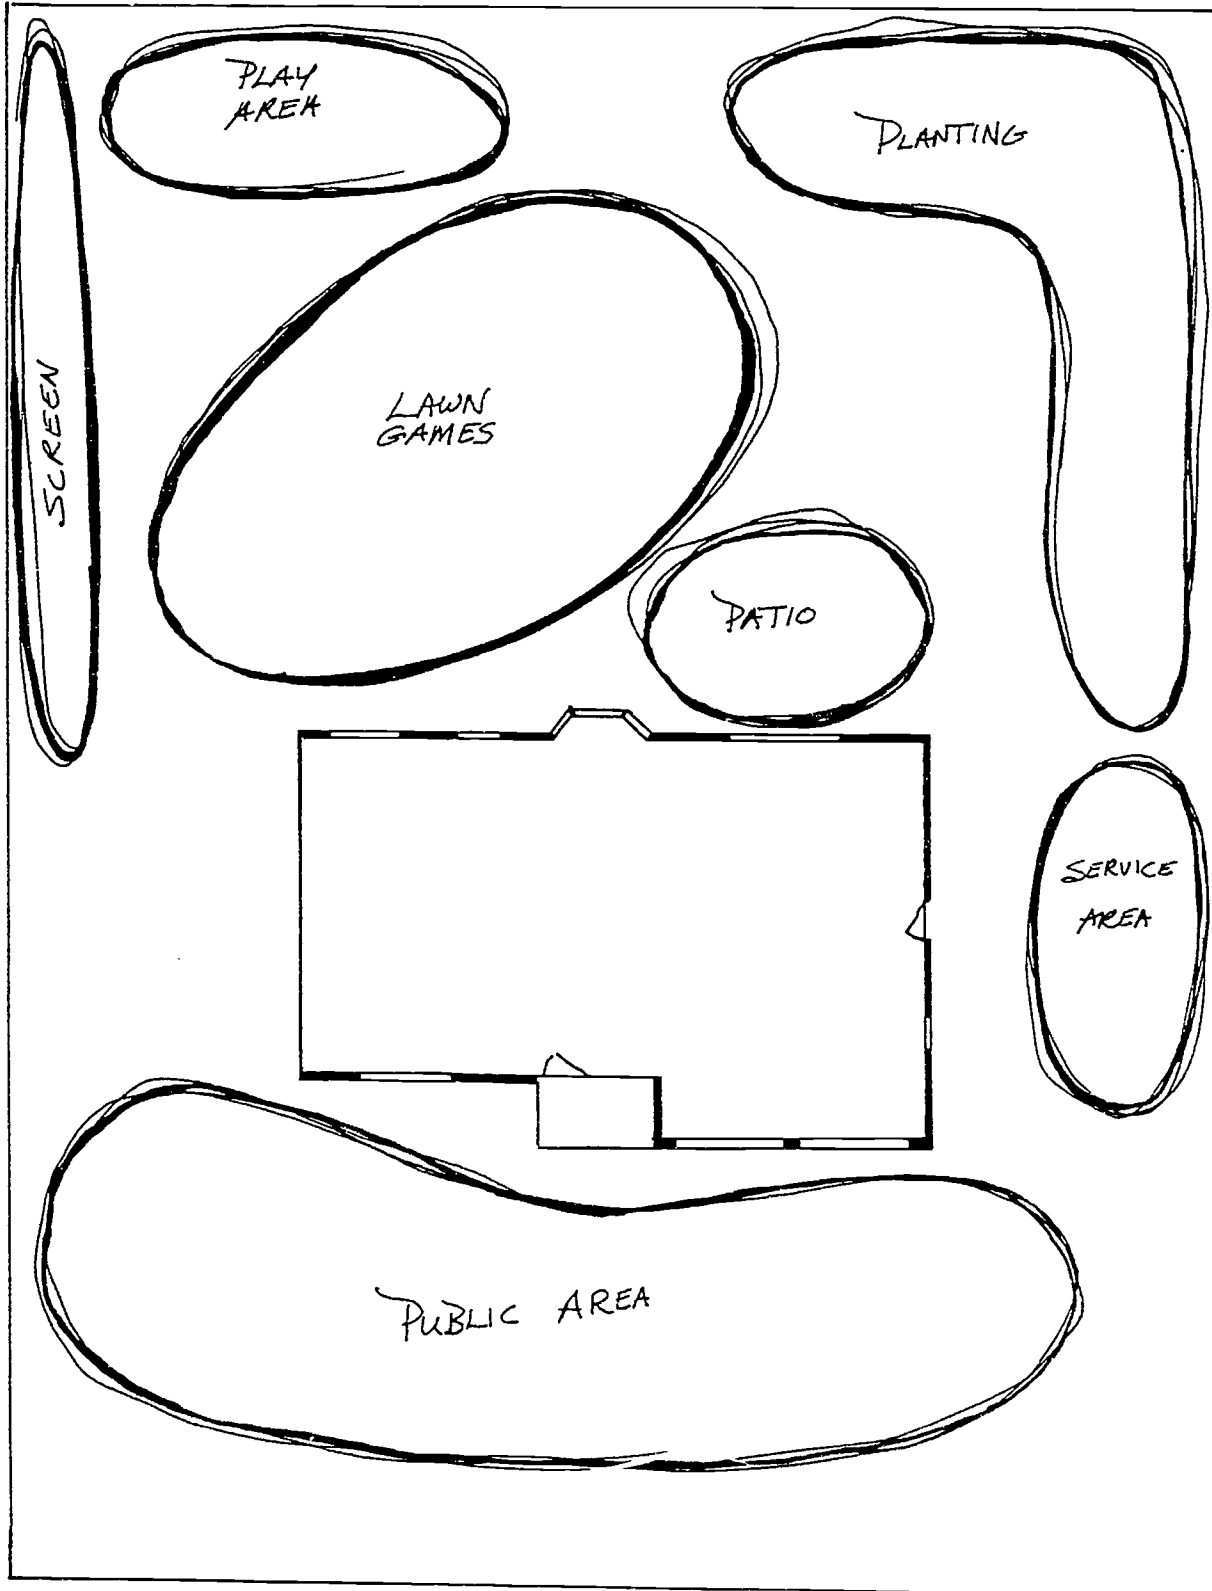 PLAY
AREA
PLANTING
SCREEN
LAWN
GAMES
PATIO
SERVICE
AREA
PUBLIC AREA